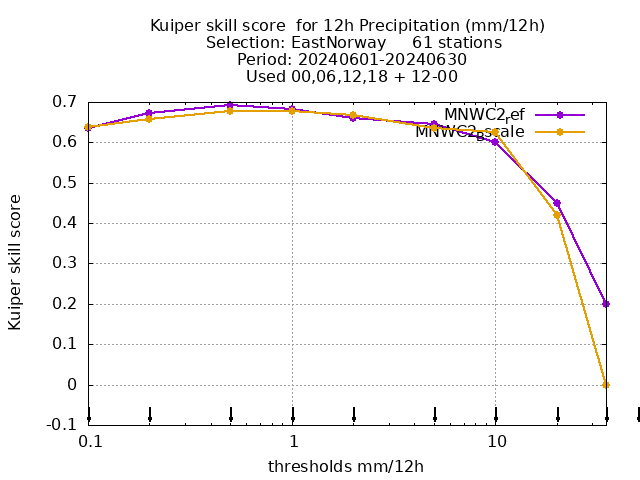 Kuiper skill score  for 12h Precipitation (mm/12h)
Selection: EastNorway     61 stations
Period: 20240601-20240630
Used 00,06,12,18 + 12-00
MNWC2_ref
MNWC2_pscale
0.7
0.6
0.5
0.4
0.3
0.2
0.1
0
-0.1
Kuiper skill score
0.1 1 10
thresholds mm/12h